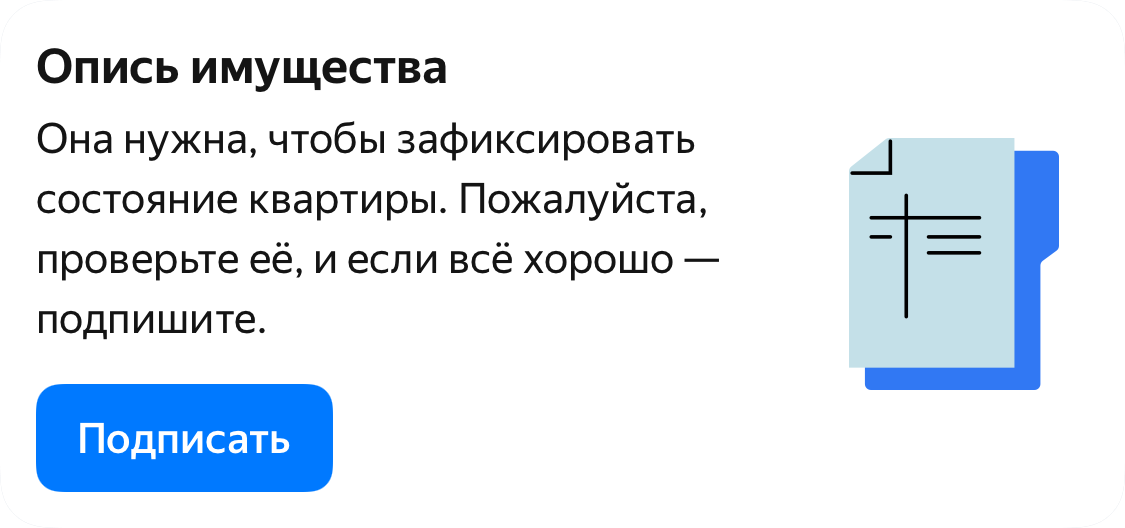 Опись имущества
Она нужна, чтобы зафиксировать
состояние квартиры. Пожалуйста,
проверьте её, и если всё хорошо —
подпишите.
Подписать